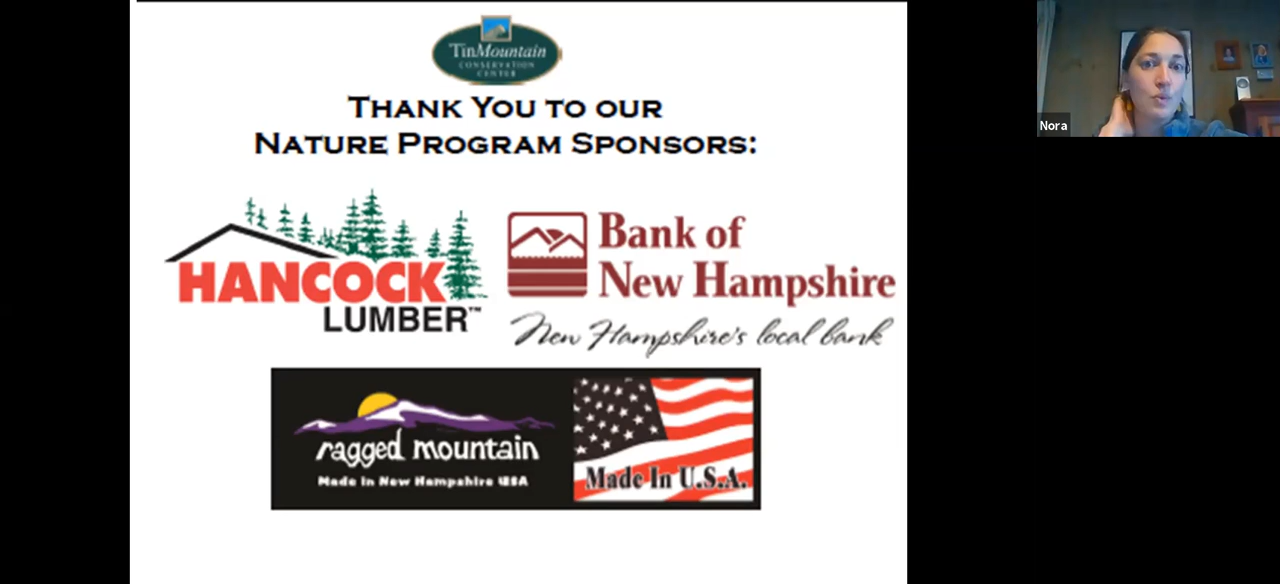 TinMountain
CONSERVATION
CENTER
THANK YOU TO OUR
NATURE PROGRAM SPONSORS:
HANCOCK
LUMBER™
Bank of
New Hampshire
New Hampshire's local bank
ragged mountain
Made in New Hampshire USA
Made In U.S.A.
Nora